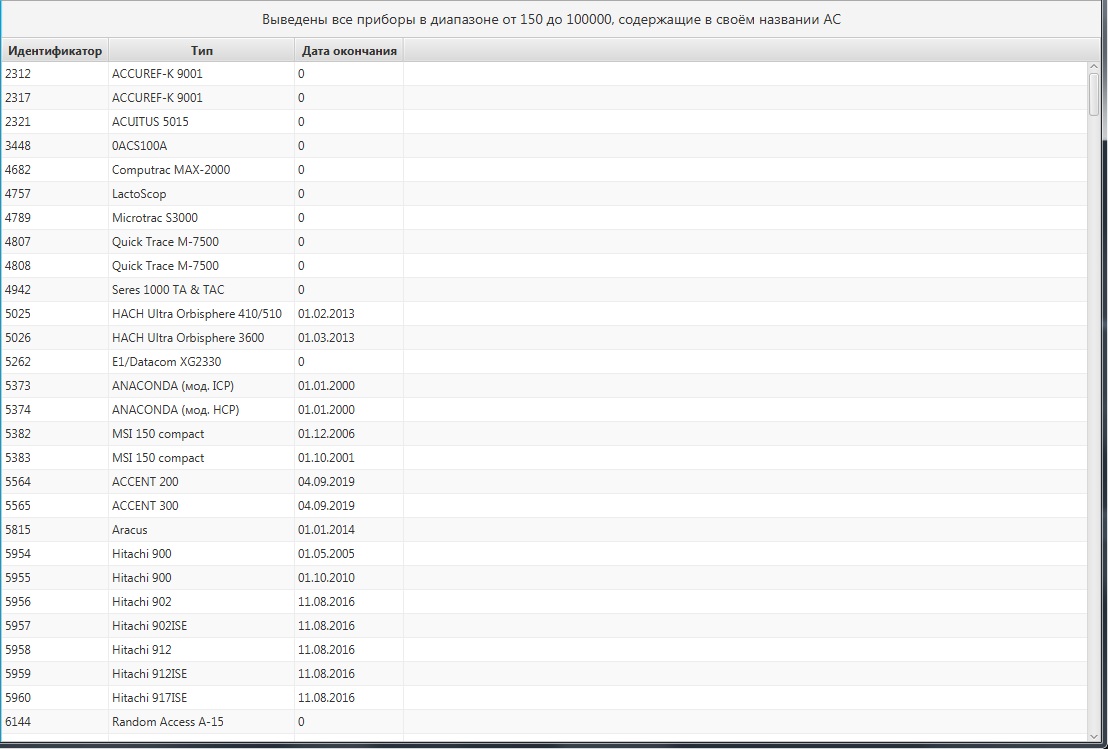 Выведены все приборы в диапазоне от 150 до 100000, содержащие в своём названии AC
Идентификатор Тип Дата окончания
2312 ACCUREF-K 9001 0
2317 ACCUREF-K 9001 0
2321 ACUITUS 5015 0
3448 0ACS100A 0
4682 Computrac MAX-2000 0
4757 LactoScop 0
4789 Microtrac S3000 0
4807 Quick Trace M-7500 0
4808 Quick Trace M-7500 0
4942 Seres 1000 TA & TAC 0
5025 HACH Ultra Orbisphere 410/510 01.02.2013
5026 HACH Ultra Orbisphere 3600 01.03.2013
5262 E1/Datacom XG2330 0
5373 ANACONDA (мод. ICP) 01.01.2000
5374 ANACONDA (мод. HCP) 01.01.2000
5382 MSI 150 compact 01.12.2006
5383 MSI 150 compact 01.10.2001
5564 ACCENT 200 04.09.2019
5565 ACCENT 300 04.09.2019
5815 Aracus 01.01.2014
5954 Hitachi 900 01.05.2005
5955 Hitachi 900 01.10.2010
5956 Hitachi 902 11.08.2016
5957 Hitachi 902ISE 11.08.2016
5958 Hitachi 912 11.08.2016
5959 Hitachi 912ISE 11.08.2016
5960 Hitachi 917ISE 11.08.2016
6144 Random Access A-15 0